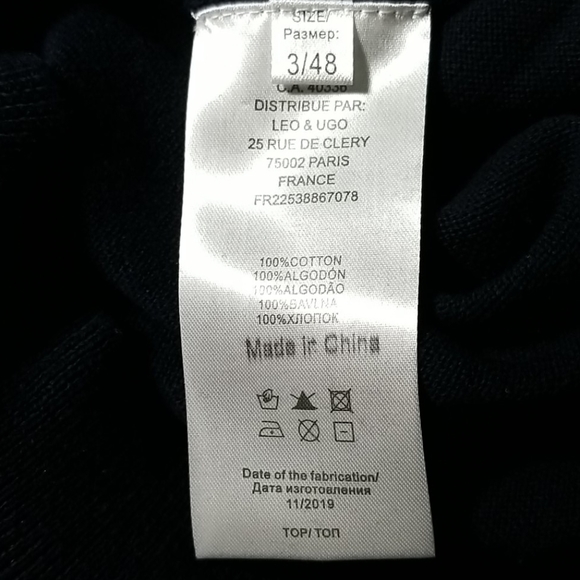 SIZE/
Размер:
3/48
C.A. 40336
DISTRIBUE PAR:
LEO & UGO
25 RUE DE CLERY
75002 PARIS
FRANCE
FR22538867078
100%COTTON
100%ALGODÓN
100%ALGODÃO
100%BAVLNA
100%ХЛОПОК
Made in China
Date of the fabrication/
Дата изготовления
11/2019
TOP/ ТОП